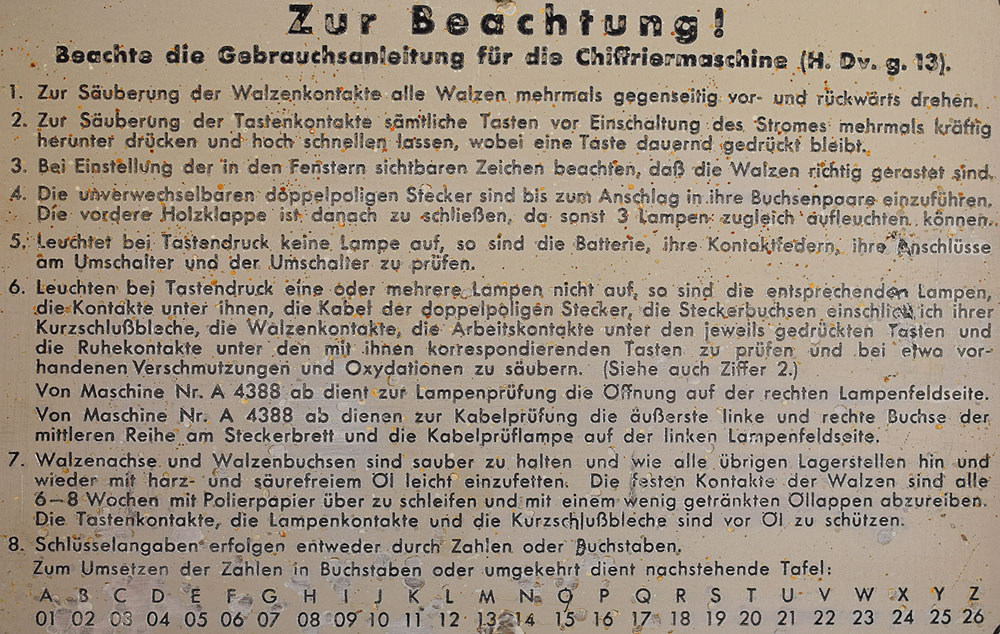 Zur Beachtung!
Beachte die Gebrauchsanleitung für die Chiffriermaschine (H. Dv. g. 13).
1. Zur Säuberung der Walzenkontakte alle Walzen mehrmals gegenseitig vor- und rückwärts drehen.
2. Zur Säuberung der Tastenkontakte sämtliche Tasten vor Einschaltung des Stromes mehrmals kräftig
herunter drücken und hoch schnellen lassen, wobei eine Taste dauernd gedrückt bleibt.
3. Bei Einstellung der in den Fenstern sichtbaren Zeichen beachten, daß die Walzen richtig gerastet sind.
4. Die unverwechselbaren doppelpoligen Stecker sind bis zum Anschlag in ihre Buchsenpaare einzuführen.
Die vordere Holzklappe ist danach zu schließen, da sonst 3 Lampen zugleich aufleuchten können.
5. Leuchtet bei Tastendruck keine Lampe auf, so sind die Batterie, ihre Kontaktfedern, ihre Anschlüsse
am Umschalter und der Umschalter zu prüfen.
6. Leuchten bei Tastendruck eine oder mehrere Lampen nicht auf, so sind die entsprechenden Lampen,
die Kontakte unter ihnen, die Kabel der doppelpoligen Stecker, die Steckerbuchsen einschließlich ihrer
Kurzschlußbleche, die Walzenkontakte, die Arbeitskontakte unter den jeweils gedrückten Tasten und
die Ruhekontakte unter den mit ihnen korrespondierenden Tasten zu prüfen und bei etwa vor-
handenen Verschmutzungen und Oxydationen zu säubern. (Siehe auch Ziffer 2.)
Von Maschine Nr. A 4388 ab dient zur Lampenprüfung die Öffnung auf der rechten Lampenfeldseite.
Von Maschine Nr. A 4388 ab dienen zur Kabelprüfung die äußerste linke und rechte Buchse der
mittleren Reihe am Steckerbrett und die Kabelprüflampe auf der linken Lampenfeldseite.
7. Walzenachse und Walzenbuchsen sind sauber zu halten und wie alle übrigen Lagerstellen hin und
wieder mit harz- und säurefreiem Öl leicht einzufetten. Die festen Kontakte der Walzen sind alle
6–8 Wochen mit Polierpapier über zu schleifen und mit einem wenig getränkten Öllappen abzureiben.
Die Tastenkontakte, die Lampenkontakte und die Kurzschlußbleche sind vor Öl zu schützen.
8. Schlüsselangaben erfolgen entweder durch Zahlen oder Buchstaben.
Zum Umsetzen der Zahlen in Buchstaben oder umgekehrt dient nachstehende Tafel:
A B C D E F G H I J K L M N O P Q R S T U V W X Y Z
01 02 03 04 05 06 07 08 09 10 11 12 13 14 15 16 17 18 19 20 21 22 23 24 25 26